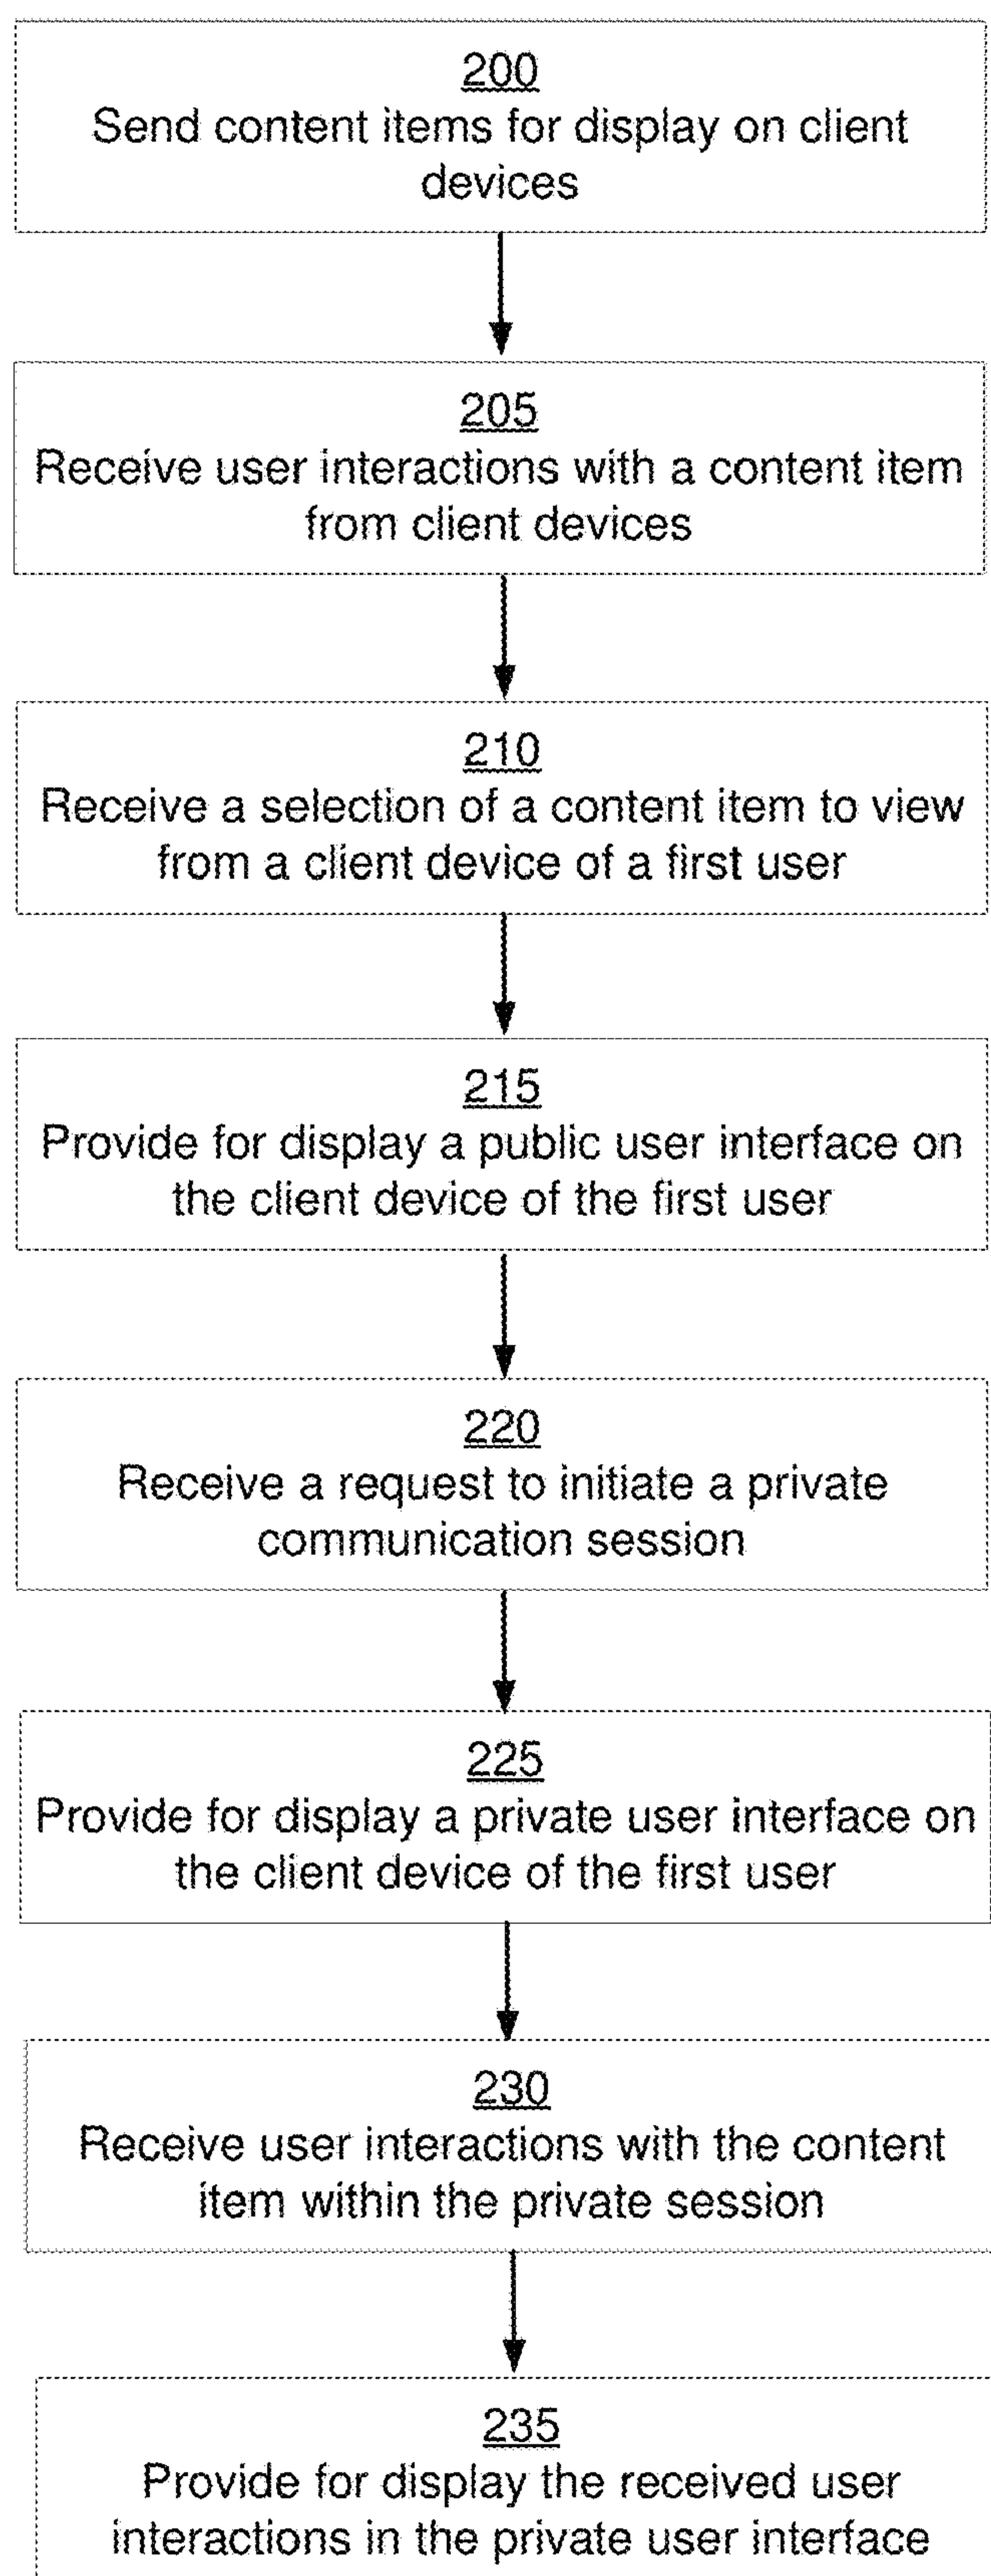 200
Send content items for display on client
devices
205
Receive user interactions with a content item
from client devices
210
Receive a selection of a content item to view
from a client device of a first user
215
Provide for display a public user interface on
the client device of the first user
220
Receive a request to initiate a private
communication session
225
Provide for display a private user interface on
the client device of the first user
230
Receive user interactions with the content
item within the private session
235
Provide for display the received user
interactions in the private user interface